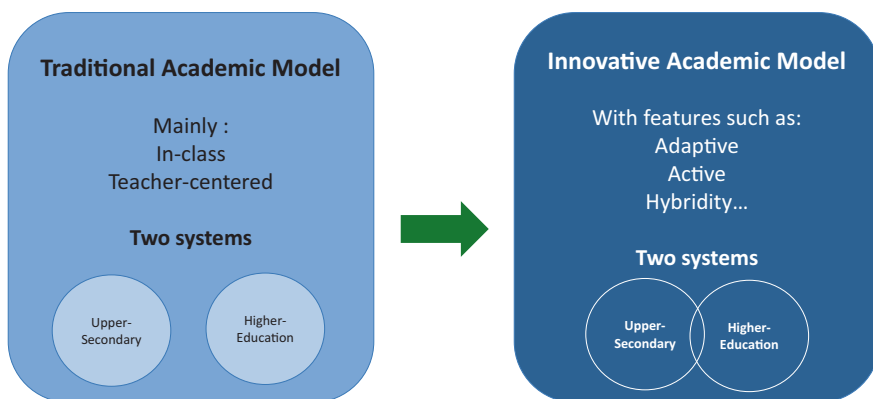 Traditional Academic Model
Mainly :
In-class
Teacher-centered
Two systems
Upper-
Secondary
Higher-
Education
Innovative Academic Model
With features such as:
Adaptive
Active
Hybridity…
Two systems
Upper-
Secondary
Higher-
Education